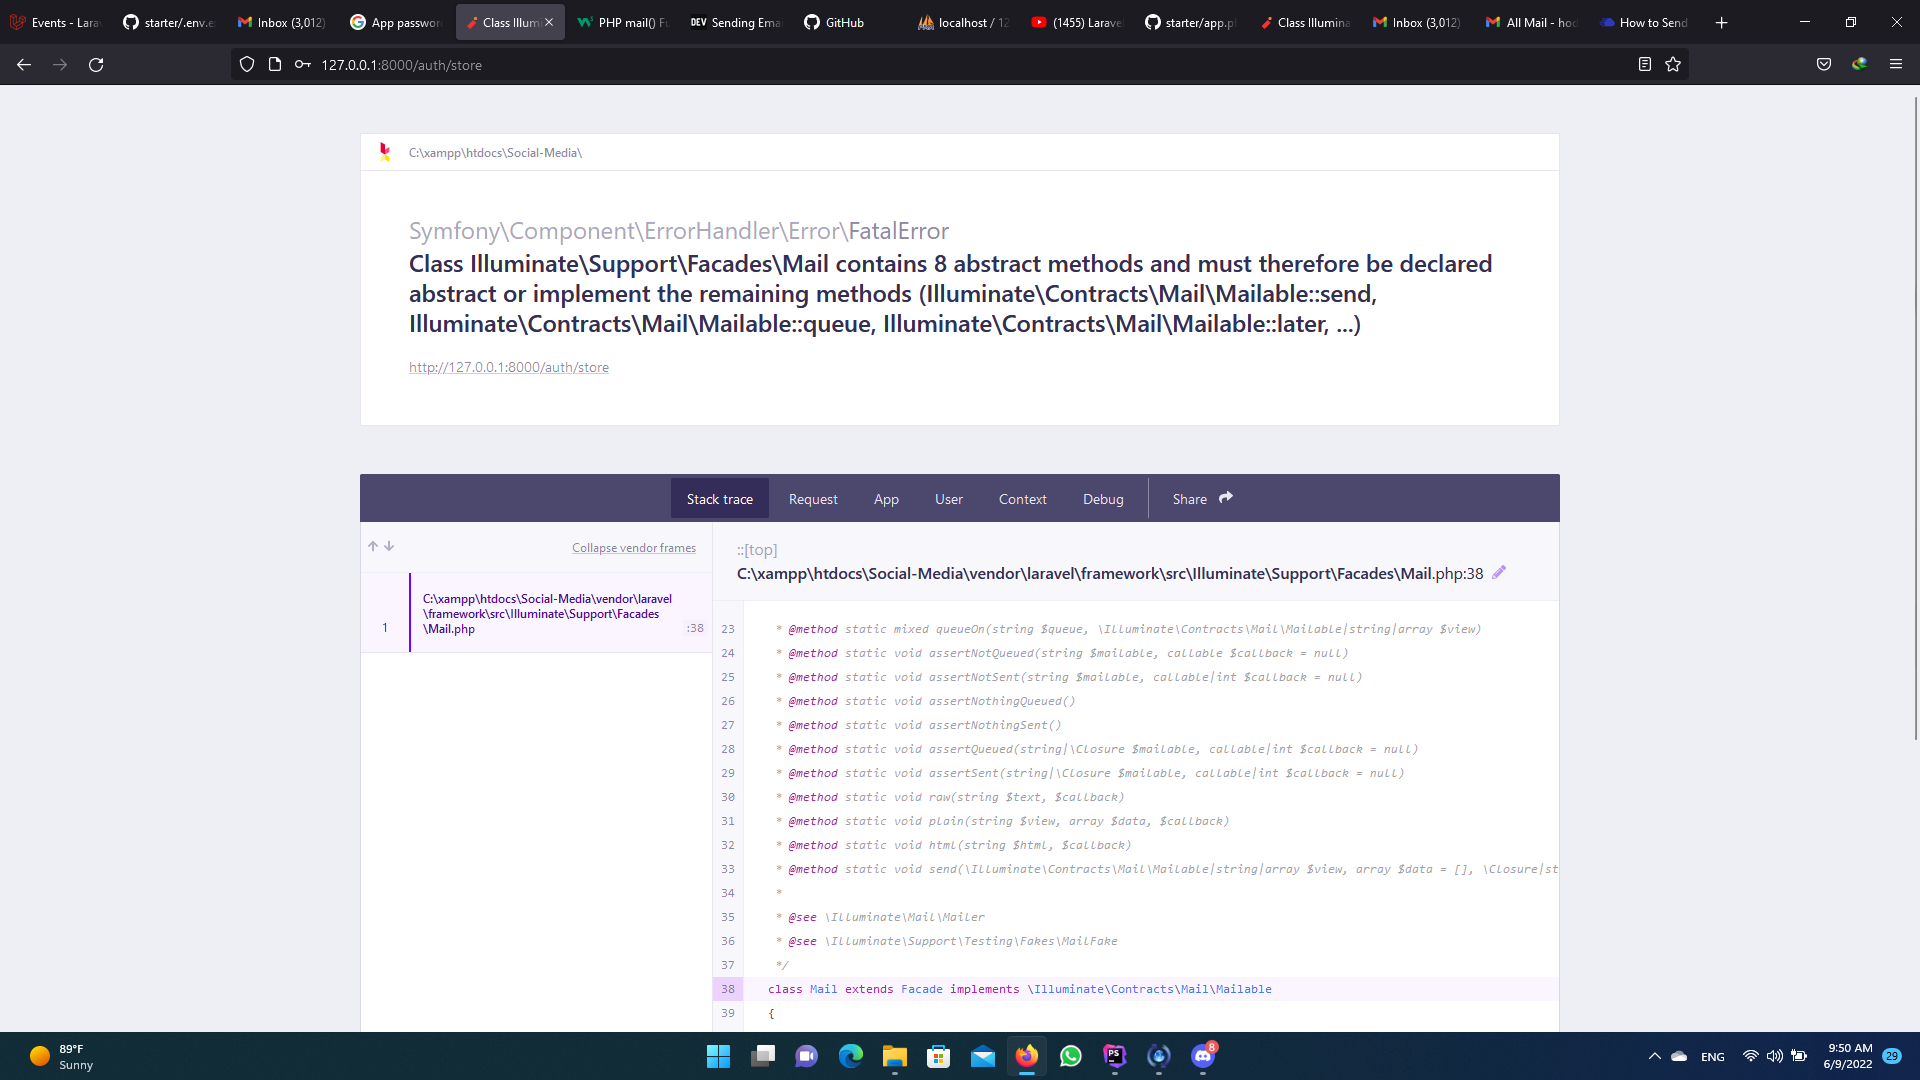 Events - Lara
starter/.env.e
Inbox (3,012)
App passwor
Class Illum
PHP mail() Fu
Sending Ema
GitHub
localhost / 12
(1455) Larave
starter/app.p
Class Illumina
Inbox (3,012)
All Mail - hod
How to Send
127.0.0.1:8000/auth/store
C:\xampp\htdocs\Social-Media\
Symfony\Component\ErrorHandler\Error\FatalError
Class Illuminate\Support\Facades\Mail contains 8 abstract methods and must therefore be declared
abstract or implement the remaining methods (Illuminate\Contracts\Mail\Mailable::send,
Illuminate\Contracts\Mail\Mailable::queue, Illuminate\Contracts\Mail\Mailable::later, ...)
http://127.0.0.1:8000/auth/store
Stack trace
Request
App
User
Context
Debug
Share
Collapse vendor frames
1
C:\xampp\htdocs\Social-Media\vendor\laravel
\framework\src\Illuminate\Support\Facades
\Mail.php
:38
::[top]
C:\xampp\htdocs\Social-Media\vendor\laravel\framework\src\Illuminate\Support\Facades\Mail.php:38
23 * @method static mixed queueOn(string $queue, \Illuminate\Contracts\Mail\Mailable|string|array $view)
24 * @method static void assertNotQueued(string $mailable, callable $callback = null)
25 * @method static void assertNotSent(string $mailable, callable|int $callback = null)
26 * @method static void assertNothingQueued()
27 * @method static void assertNothingSent()
28 * @method static void assertQueued(string|\Closure $mailable, callable|int $callback = null)
29 * @method static void assertSent(string|\Closure $mailable, callable|int $callback = null)
30 * @method static void raw(string $text, $callback)
31 * @method static void plain(string $view, array $data, $callback)
32 * @method static void html(string $html, $callback)
33 * @method static void send(\Illuminate\Contracts\Mail\Mailable|string|array $view, array $data = [], \Closure|st
34 *
35 * @see \Illuminate\Mail\Mailer
36 * @see \Illuminate\Support\Testing\Fakes\MailFake
37 */
38 class Mail extends Facade implements \Illuminate\Contracts\Mail\Mailable
39 {
89°F
Sunny
DEV
PS
8
ENG
9:50 AM
6/9/2022
29